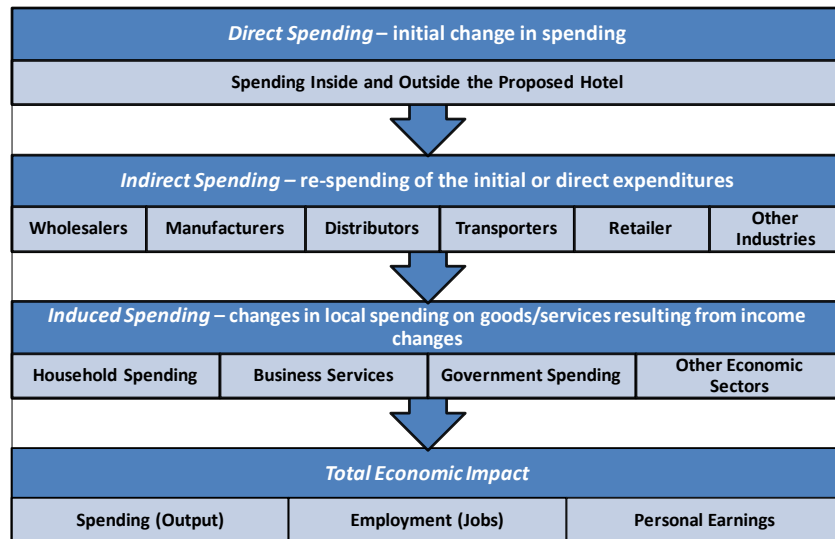 Direct Spending – initial change in spending
Spending Inside and Outside the Proposed Hotel
Indirect Spending – re-spending of the initial or direct expenditures
Wholesalers
Manufacturers
Distributors
Transporters
Retailer
Other
Industries
Induced Spending – changes in local spending on goods/services resulting from income
changes
Household Spending
Business Services
Government Spending
Other Economic
Sectors
Total Economic Impact
Spending (Output)
Employment (Jobs)
Personal Earnings